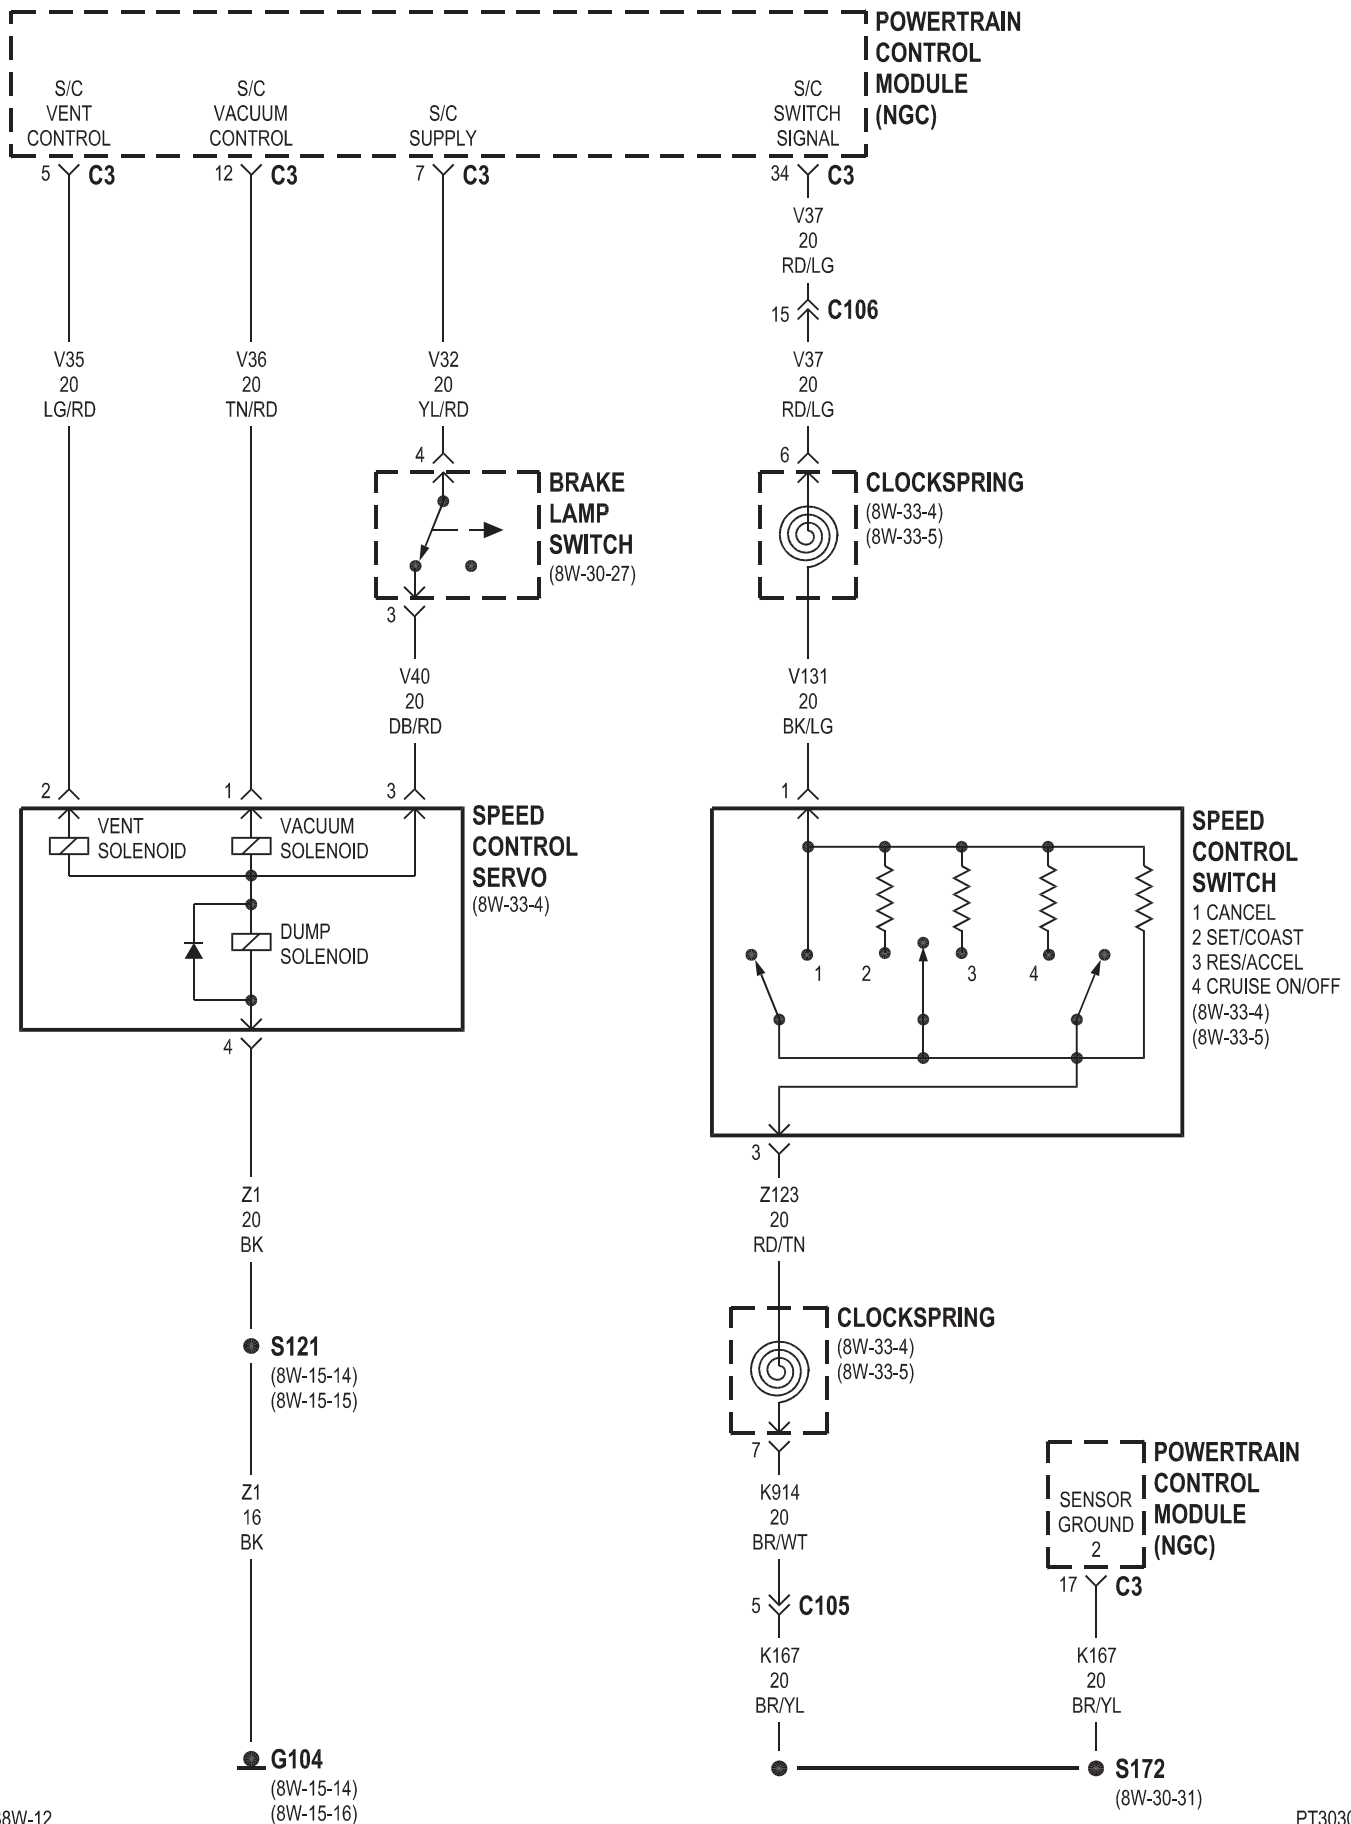 POWERTRAIN
CONTROL
MODULE
(NGC)
S/C
VENT
CONTROL
S/C
VACUUM
CONTROL
S/C
SUPPLY
S/C
SWITCH
SIGNAL
5 C3
12 C3
7 C3
34 C3
V37
20
RD/LG
15 C106
V35
20
LG/RD
V36
20
TN/RD
V32
20
YL/RD
V37
20
RD/LG
4
6
BRAKE
LAMP
SWITCH
(8W-30-27)
CLOCKSPRING
(8W-33-4)
(8W-33-5)
3
V40
20
DB/RD
V131
20
BK/LG
2
1
3
1
VENT
SOLENOID
VACUUM
SOLENOID
DUMP
SOLENOID
SPEED
CONTROL
SERVO
(8W-33-4)
SPEED
CONTROL
SWITCH
1 CANCEL
2 SET/COAST
3 RES/ACCEL
4 CRUISE ON/OFF
(8W-33-4)
(8W-33-5)
1
2
3
4
4
3
Z1
20
BK
Z123
20
RD/TN
S121
(8W-15-14)
(8W-15-15)
CLOCKSPRING
(8W-33-4)
(8W-33-5)
7
Z1
16
BK
K914
20
BR/WT
POWERTRAIN
CONTROL
MODULE
(NGC)
SENSOR
GROUND
2
17 C3
5 C105
K167
20
BR/YL
K167
20
BR/YL
G104
(8W-15-14)
(8W-15-16)
S172
(8W-30-31)
8W-12
PT3030